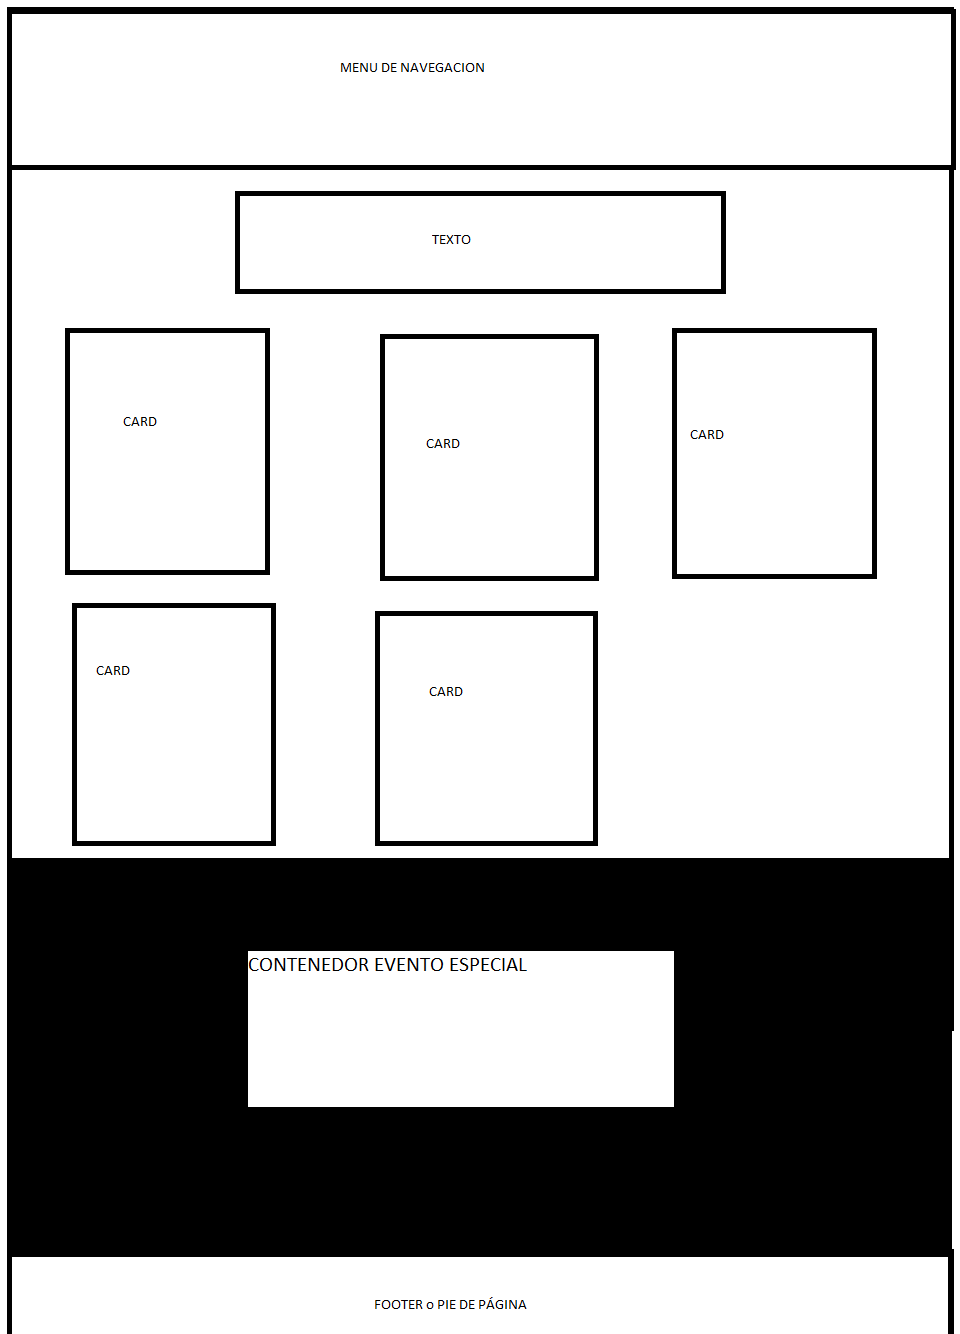 MENU DE NAVEGACION
TEXTO
CARD
CARD
CARD
CARD
CARD
CONTENEDOR EVENTO ESPECIAL
FOOTER o PIE DE PÁGINA